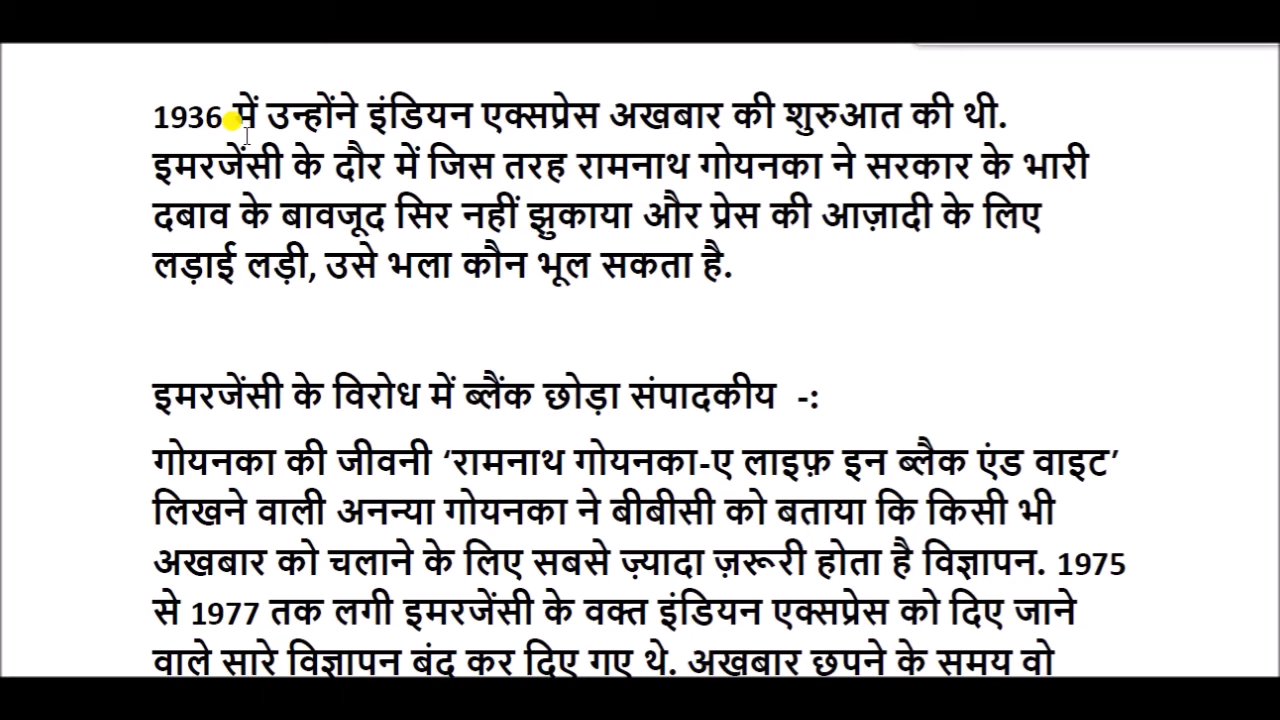 1936 में उन्होंने इंडियन एक्सप्रेस अखबार की शुरुआत की थी.
इमरजेंसी के दौर में जिस तरह रामनाथ गोयनका ने सरकार के भारी
दबाव के बावजूद सिर नहीं झुकाया और प्रेस की आज़ादी के लिए
लड़ाई लड़ी, उसे भला कौन भूल सकता है.
इमरजेंसी के विरोध में ब्लैंक छोड़ा संपादकीय -:
गोयनका की जीवनी ‘रामनाथ गोयनका-ए लाइफ़ इन ब्लैक एंड वाइट’
लिखने वाली अनन्या गोयनका ने बीबीसी को बताया कि किसी भी
अखबार को चलाने के लिए सबसे ज़्यादा ज़रूरी होता है विज्ञापन. 1975
से 1977 तक लगी इमरजेंसी के वक्त इंडियन एक्सप्रेस को दिए जाने
वाले सारे विज्ञापन बंद कर दिए गए थे. अखबार छपने के समय वो